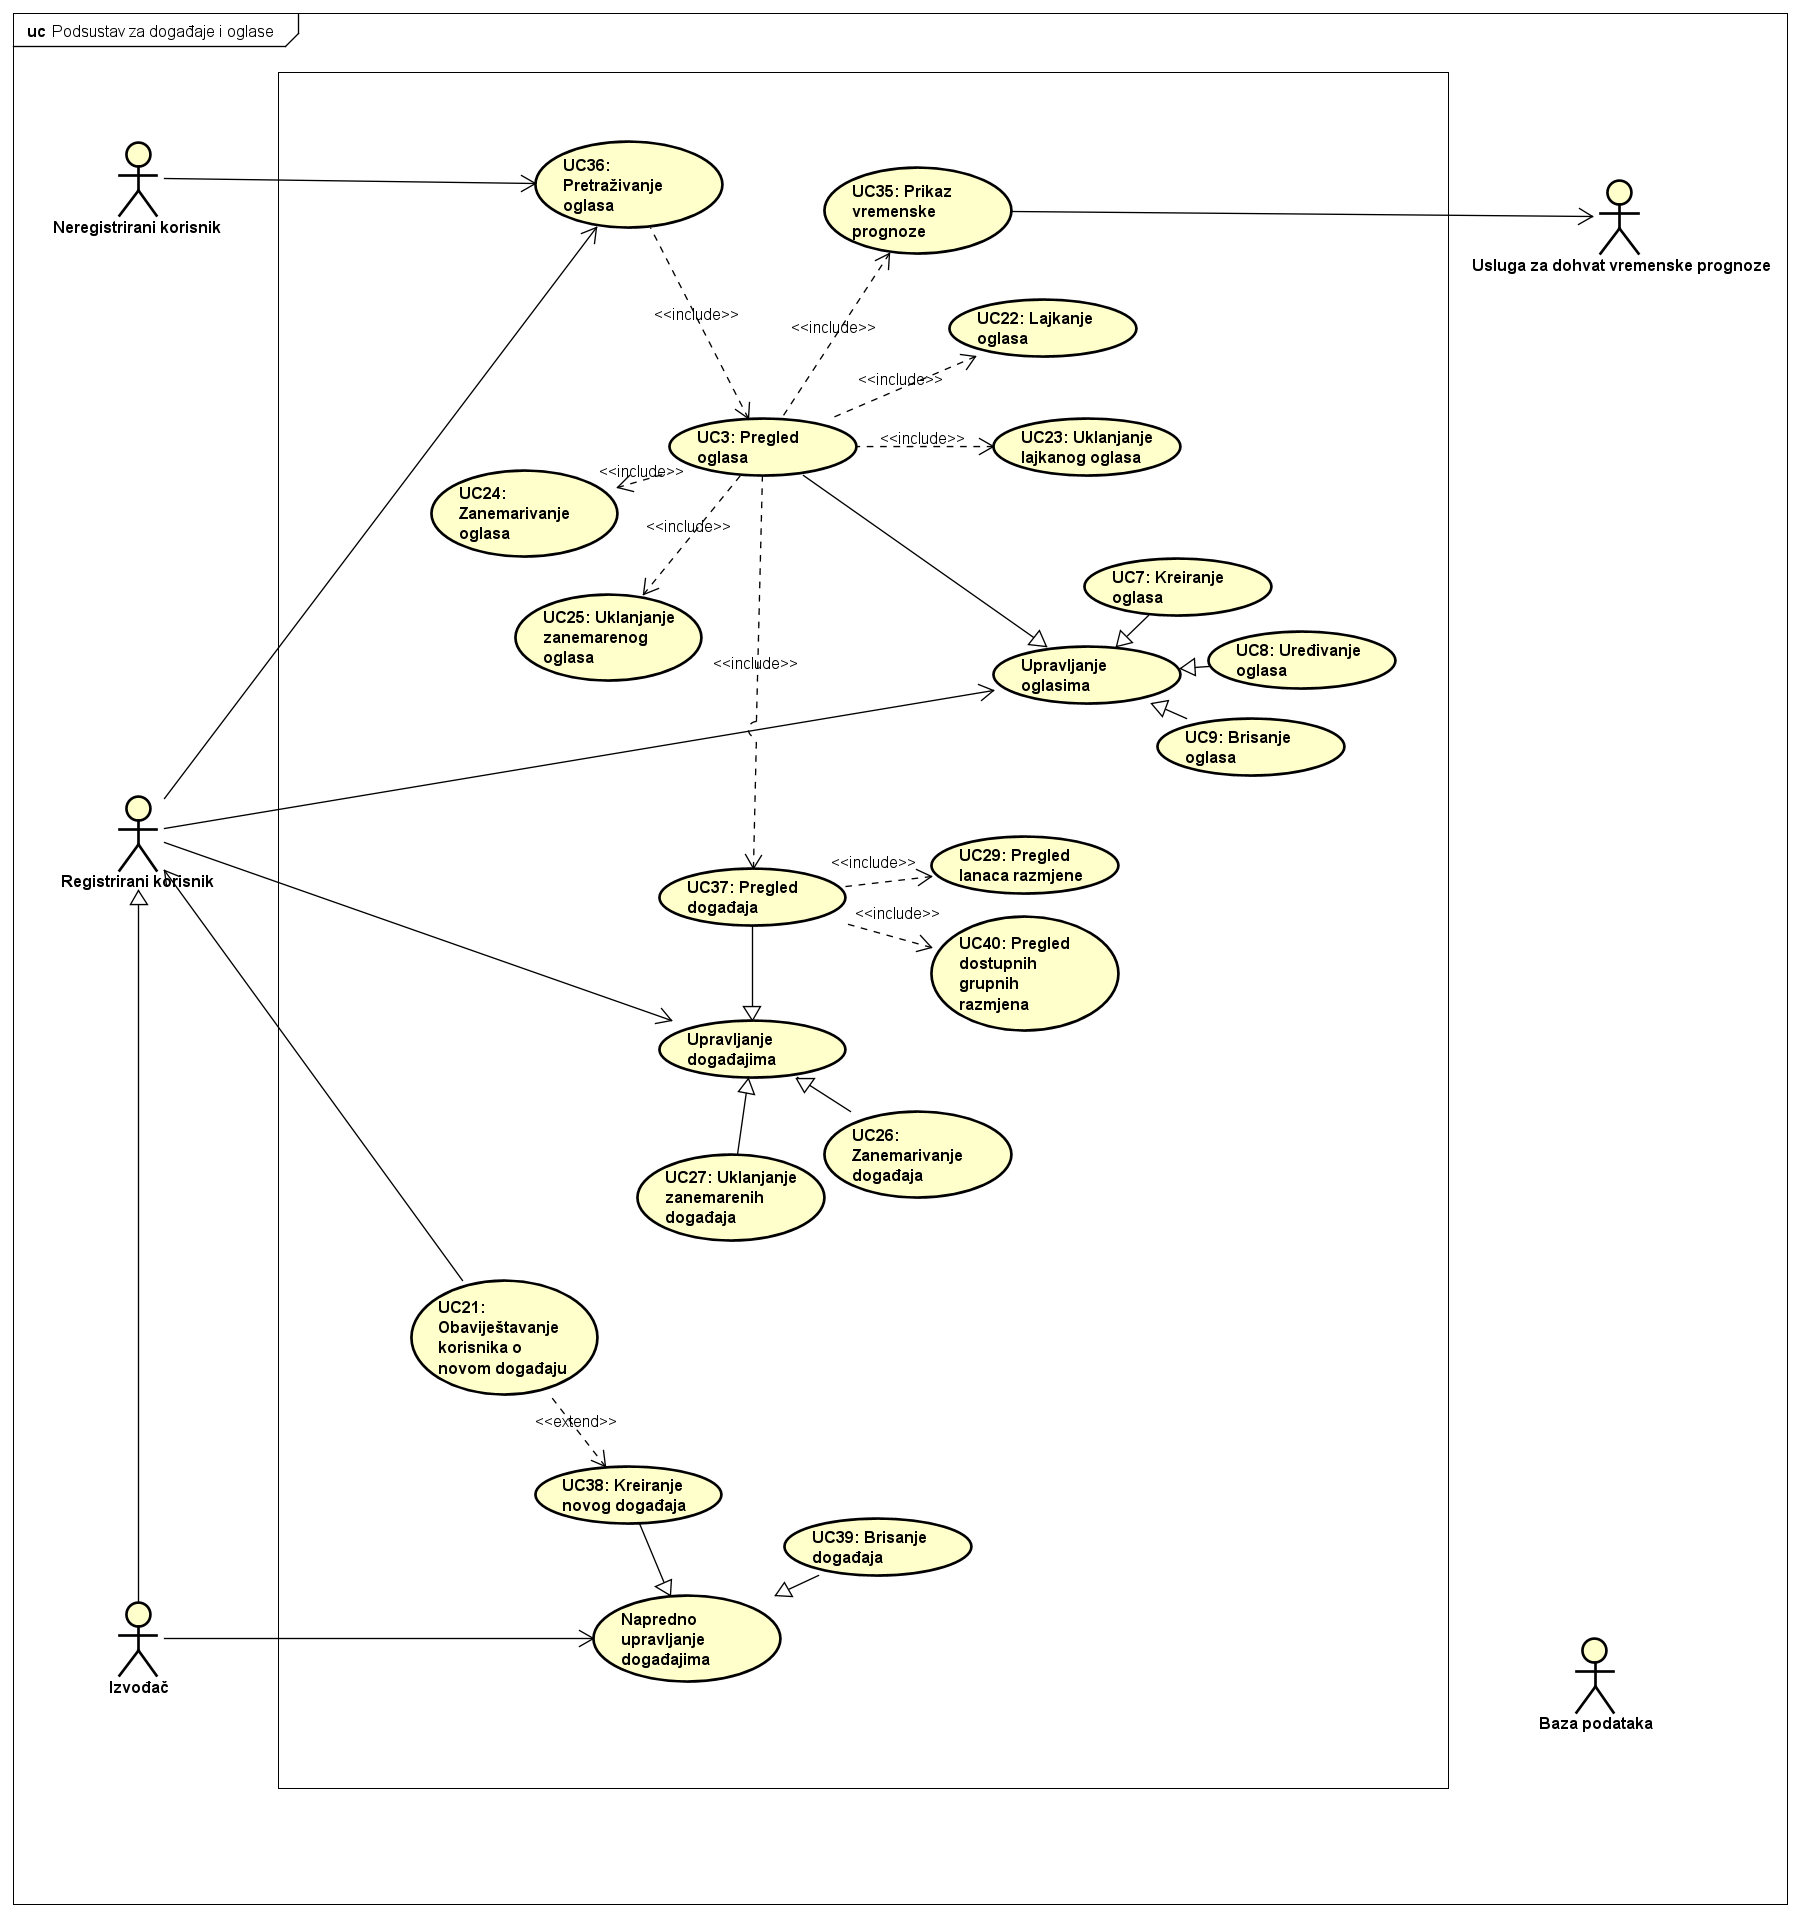 uc Podsustav za događaje i oglase
Neregistrirani korisnik
UC36:
Pretraživanje
oglasa
UC35: Prikaz
vremenske
prognoze
Usluga za dohvat vremenske prognoze
<<include>>
<<include>>
UC22: Lajkanje
oglasa
<<include>>
UC3: Pregled
oglasa
<<include>>
UC23: Uklanjanje
lajkanog oglasa
<<include>>
UC24:
Zanemarivanje
oglasa
<<include>>
UC25: Uklanjanje
zanemarenog
oglasa
<<include>>
UC7: Kreiranje
oglasa
Upravljanje
oglasima
UC8: Uređivanje
oglasa
UC9: Brisanje
oglasa
Registrirani korisnik
UC37: Pregled
događaja
<<include>>
UC29: Pregled
lanaca razmjene
<<include>>
UC40: Pregled
dostupnih
grupnih
razmjena
Upravljanje
događajima
UC26:
Zanemarivanje
događaja
UC27: Uklanjanje
zanemarenih
događaja
UC21:
Obaviještavanje
korisnika o
novom događaju
<<extend>>
UC38: Kreiranje
novog događaja
UC39: Brisanje
događaja
Napredno
upravljanje
događajima
Izvođač
Baza podataka